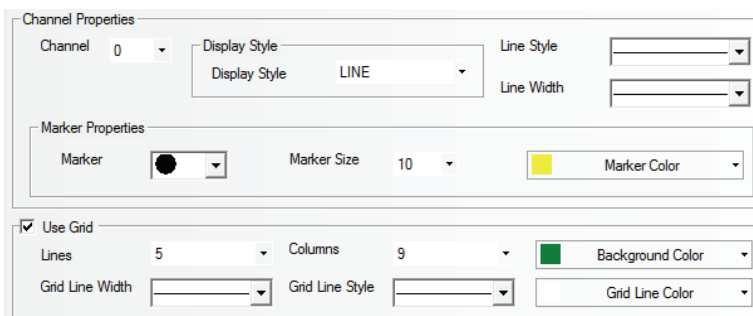 Channel Properties
Channel 0 Display Style Line Style
Display Style LINE
Line Width
Marker Properties
Marker Marker Size 10 Marker Color
Use Grid
Lines 5 Columns 9 Background Color
Grid Line Width Grid Line Style Grid Line Color